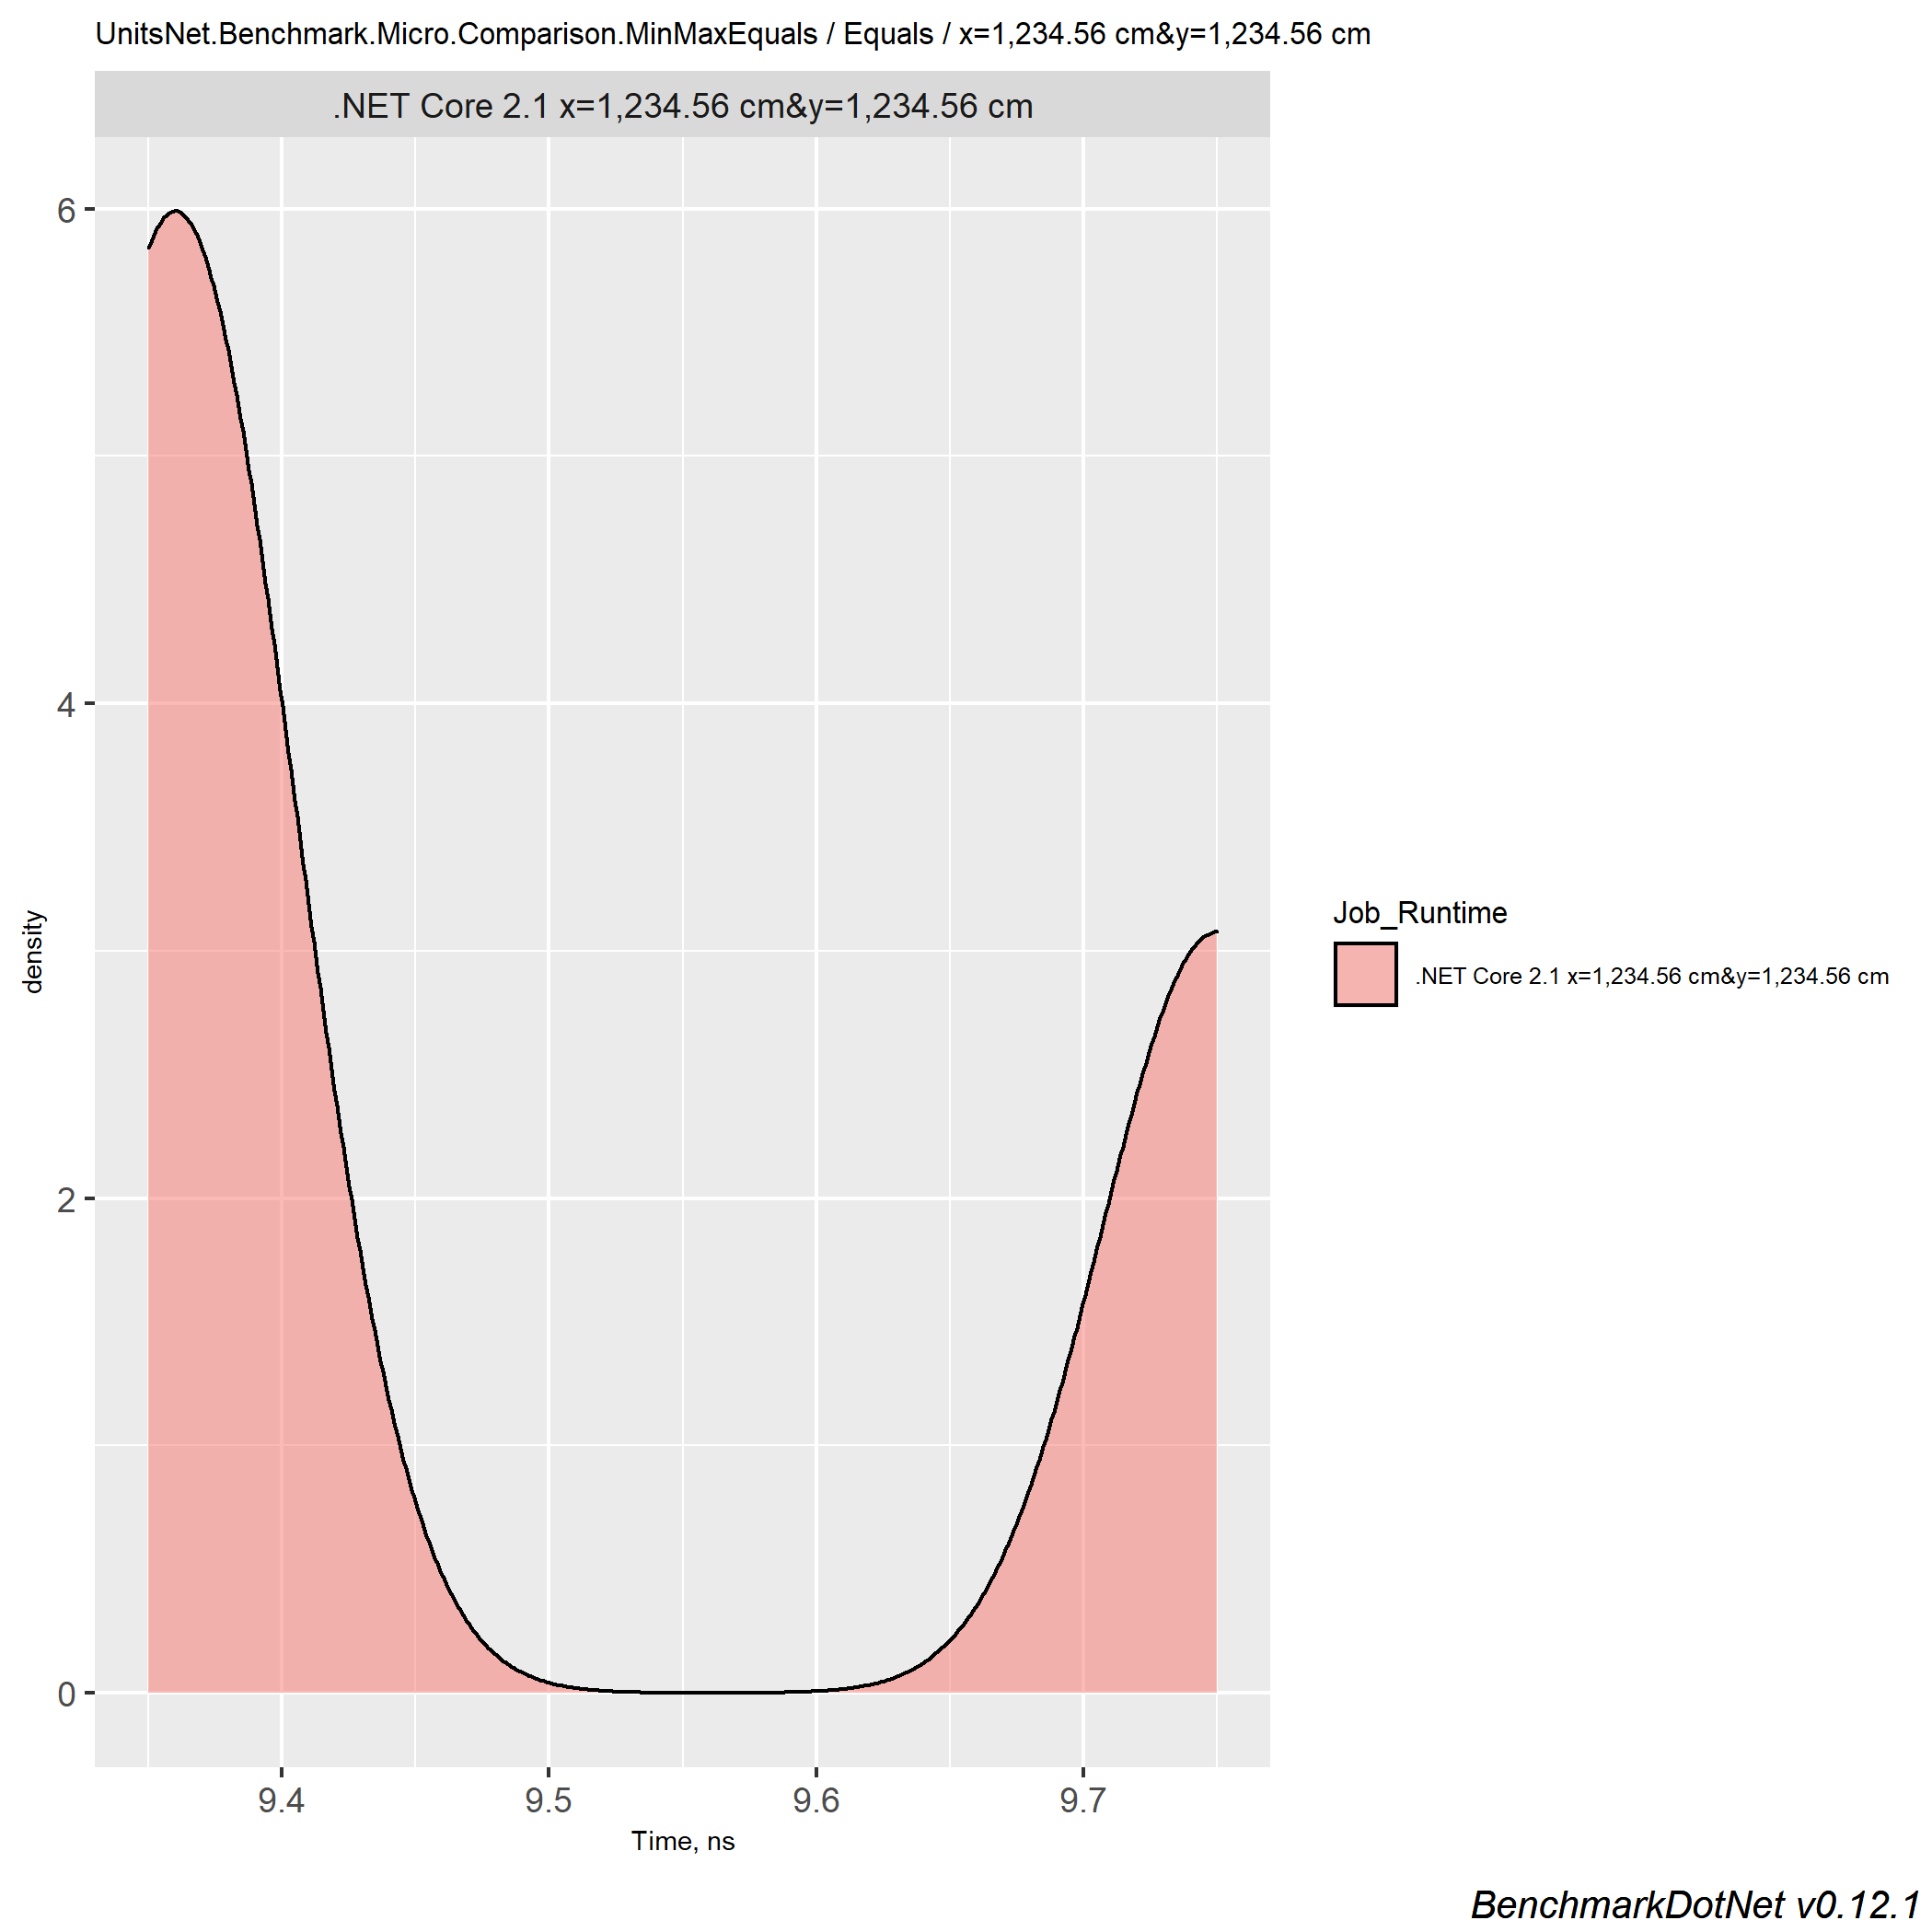 UnitsNet.Benchmark.Micro.Comparison.MinMaxEquals / Equals / x=1,234.56 cm&y=1,234.56 cm
.NET Core 2.1 x=1,234.56 cm&y=1,234.56 cm
6
4
2
0
density
9.4 9.5 9.6 9.7
Time, ns
Job_Runtime
.NET Core 2.1 x=1,234.56 cm&y=1,234.56 cm
BenchmarkDotNet v0.12.1